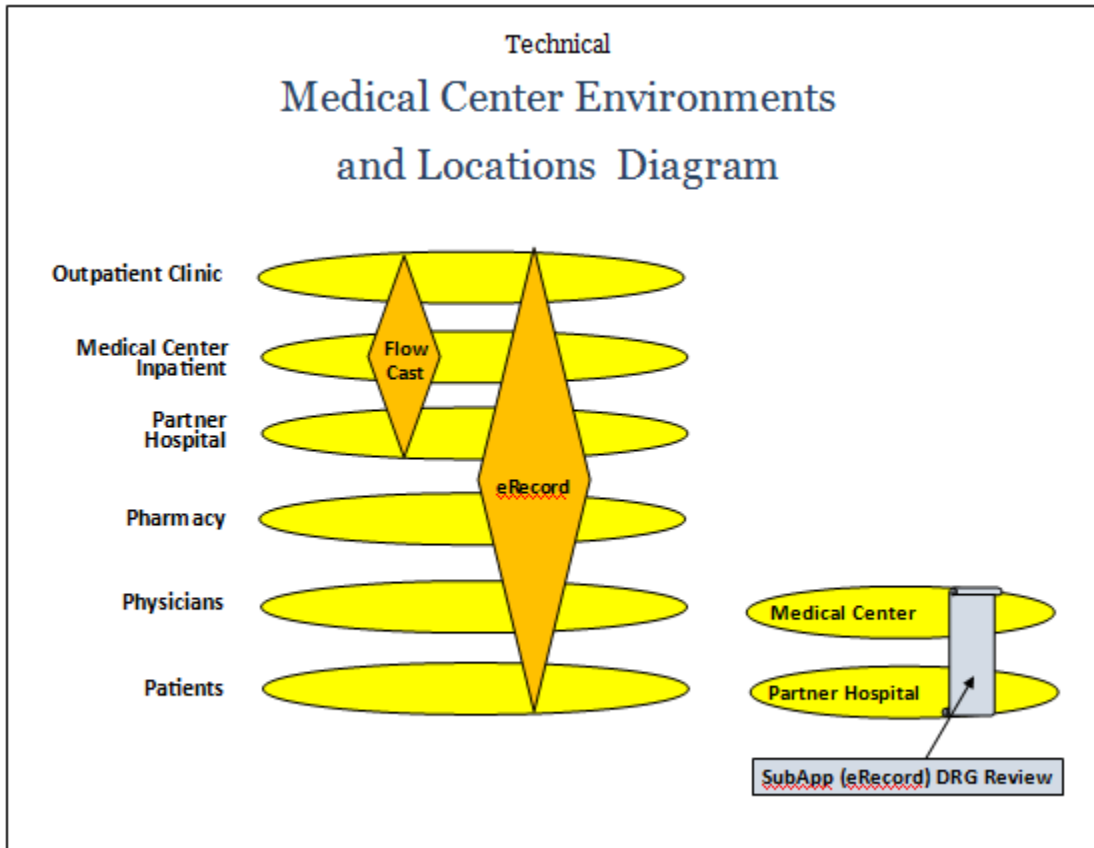 Technical
Medical Center Environments
and Locations Diagram
Outpatient Clinic
Medical Center
Inpatient
Flow
Cast
Partner
Hospital
eRecord
Pharmacy
Physicians
Patients
Medical Center
Partner Hospital
SubApp (eRecord) DRG Review